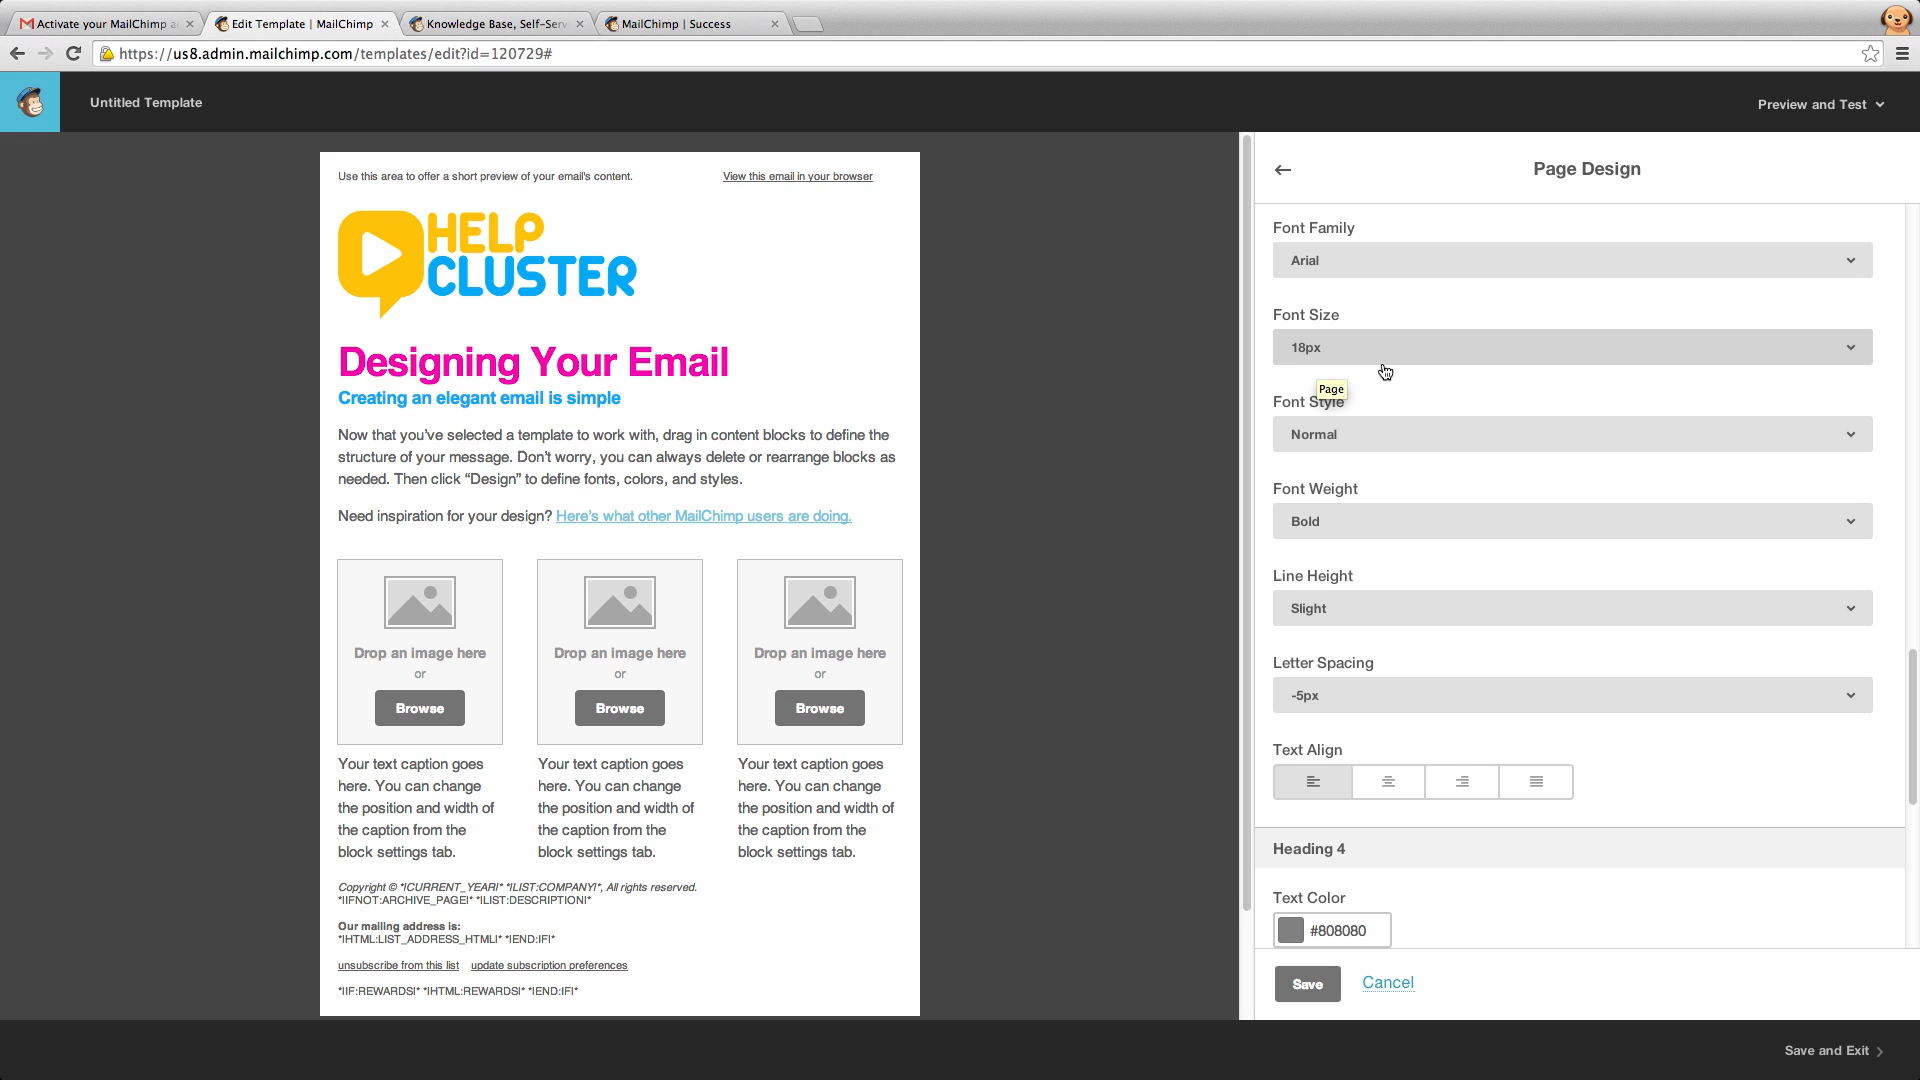 Activate your MailChimp a
Edit Template | MailChimp
Knowledge Base, Self-Serv
MailChimp | Success
https://us8.admin.mailchimp.com/templates/edit?id=120729#
Untitled Template
Preview and Test
Use this area to offer a short preview of your email's content.
View this email in your browser
HELP
CLUSTER
Designing Your Email
Creating an elegant email is simple
Now that you've selected a template to work with, drag in content blocks to define the
structure of your message. Don't worry, you can always delete or rearrange blocks as
needed. Then click “Design” to define fonts, colors, and styles.
Need inspiration for your design? Here's what other MailChimp users are doing.
Drop an image here
or
Browse
Drop an image here
or
Browse
Drop an image here
or
Browse
Your text caption goes
here. You can change
the position and width of
the caption from the
block settings tab.
Your text caption goes
here. You can change
the position and width of
the caption from the
block settings tab.
Your text caption goes
here. You can change
the position and width of
the caption from the
block settings tab.
Copyright © *|CURRENT_YEAR|* *|LIST:COMPANY|*, All rights reserved.
*|IFNOT:ARCHIVE_PAGE|* *|LIST:DESCRIPTION|*
Our mailing address is:
*|HTML:LIST_ADDRESS_HTML|* *|END:IF|*
unsubscribe from this list update subscription preferences
*|IF:REWARDS|* *|HTML:REWARDS|* *|END:IF|*
Page Design
Font Family
Arial
Font Size
18px
Page
Font Style
Normal
Font Weight
Bold
Line Height
Slight
Letter Spacing
-5px
Text Align
Heading 4
Text Color
#808080
Save
Cancel
Save and Exit